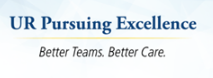 UR Pursuing Excellence
Better Teams. Better Care.